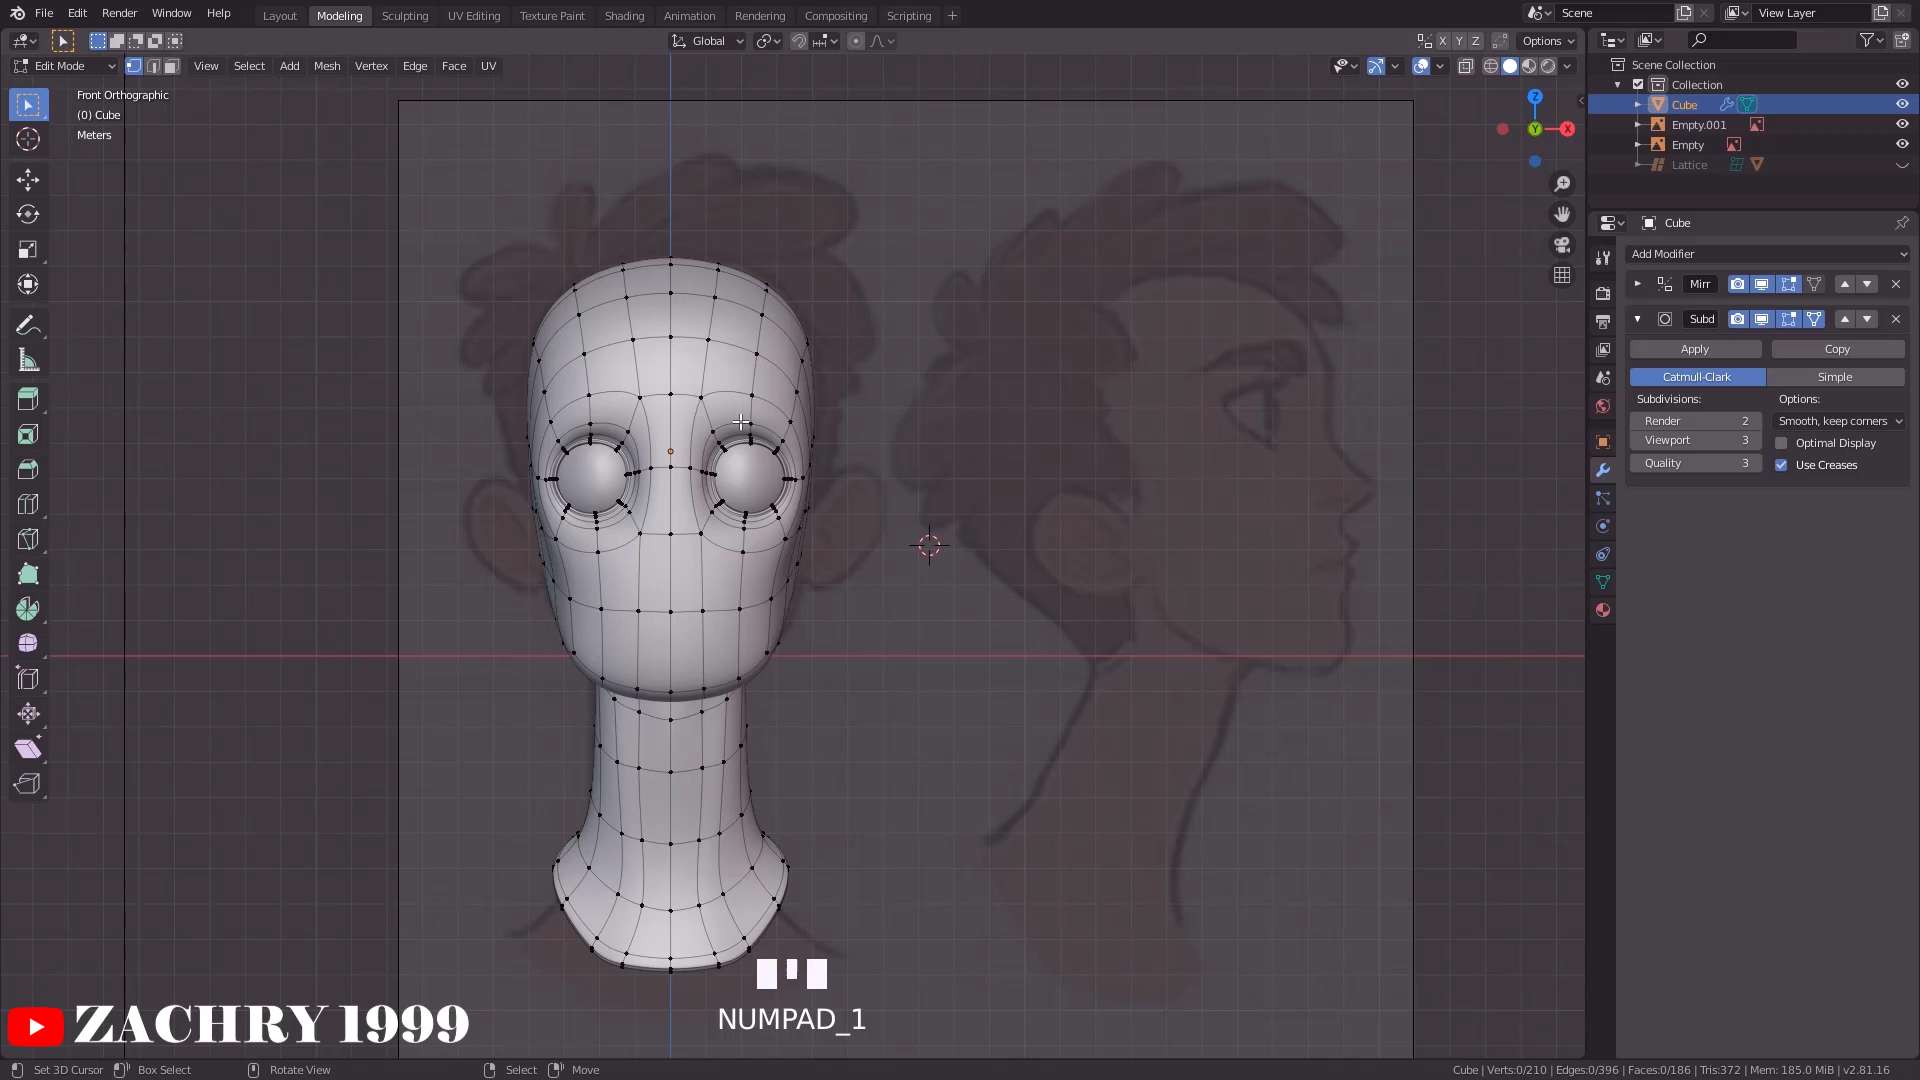 File Edit Render Window Help Layout Modeling Sculpting UV Editing Texture Paint Shading Animation Rendering Compositing Scripting + Scene View Layer
Global X Y Z Options
Edit Mode View Select Add Mesh Vertex Edge Face UV
Front Orthographic
(0) Cube
Meters
Z
Y
X
Scene Collection
Collection
Cube
Empty.001
Empty
Lattice
Cube
Add Modifier
Mirr
Subd
Apply Copy
Catmull-Clark Simple
Subdivisions: Options:
Render 2 Smooth, keep corners
Viewport 3 Optimal Display
Quality 3 Use Creases
ZACHRY 1999
NUMPAD_1
Set 3D Cursor Box Select Rotate View Select Move Cube | Verts:0/210 | Edges:0/396 | Faces:0/186 | Tris:372 | Mem: 185.0 MiB | v2.81.16